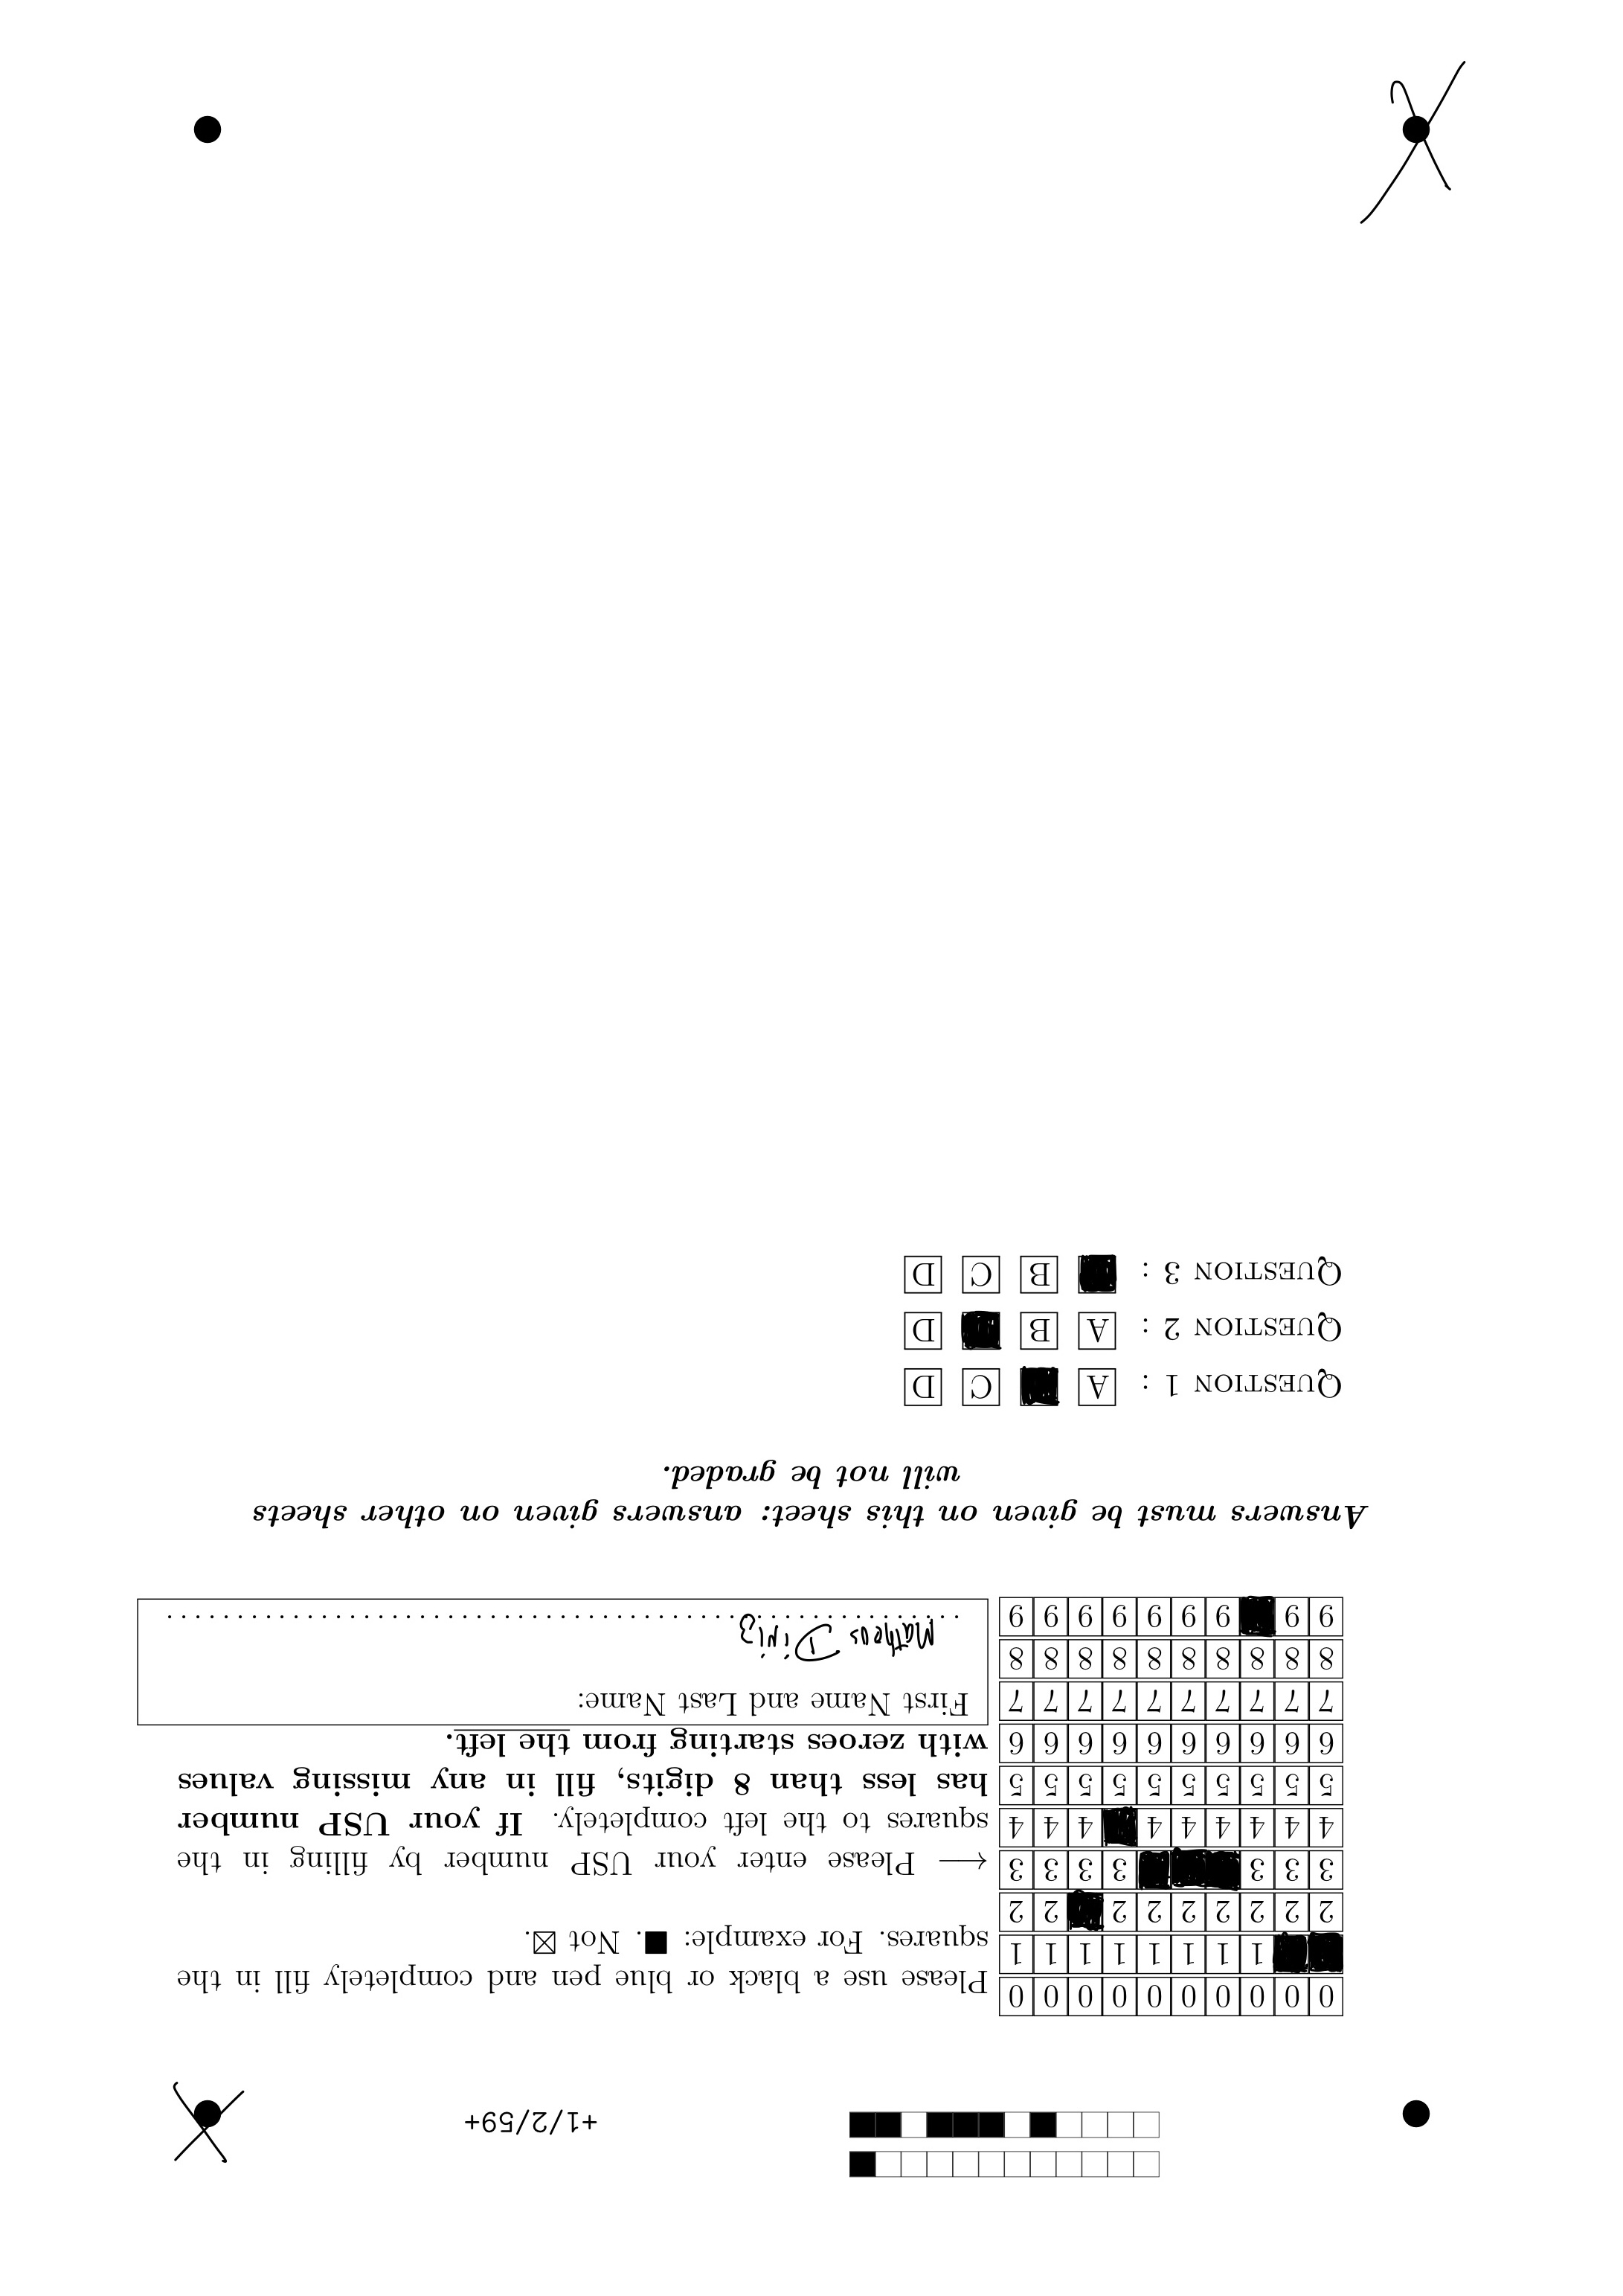 +1/2/59+
0 0 0 0 0 0 0 0 0 0
1 1 1 1 1 1 1 1
2 2 2 2 2 2 2 2 2
3 3 3 3 3 3 3
4 4 4 4 4 4 4 4 4
5 5 5 5 5 5 5 5 5 5
6 6 6 6 6 6 6 6 6 6
7 7 7 7 7 7 7 7 7 7
8 8 8 8 8 8 8 8 8 8
9 9 9 9 9 9 9 9 9
Please use a black or blue pen and completely fill in the
squares. For example: ■. Not ☒.
⟵ Please enter your USP number by filling in the
squares to the left completely. If your USP number
has less than 8 digits, fill in any missing values
with zeroes starting from the left.
First Name and Last Name:
Matheus Diniz
Answers must be given on this sheet: answers given on other sheets
will not be graded.
QUESTION 1 : A C D
QUESTION 2 : A B D
QUESTION 3 : B C D